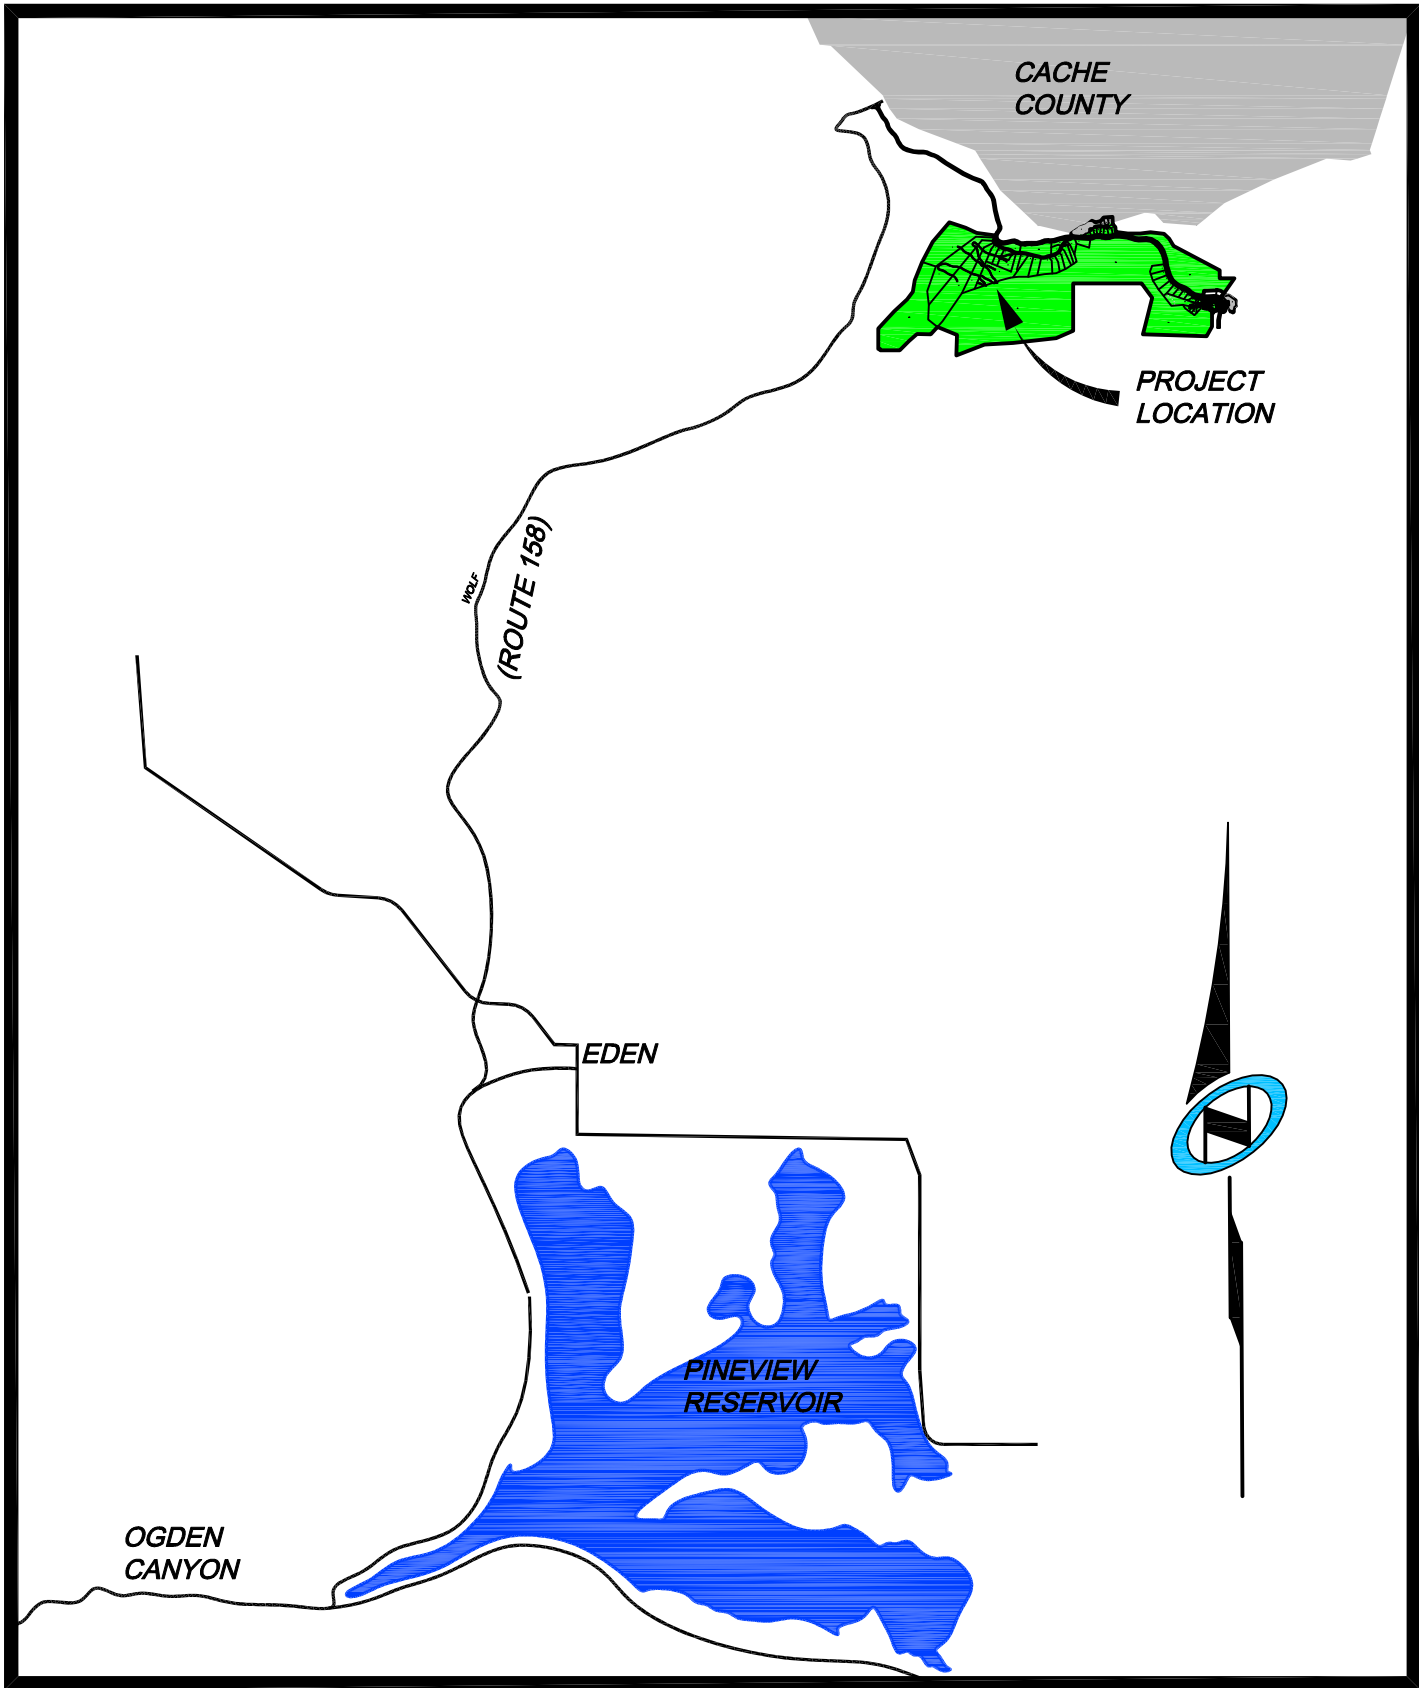 CACHE
COUNTY
PROJECT
LOCATION
(ROUTE 158)
WOLF
EDEN
N
PINEVIEW
RESERVOIR
OGDEN
CANYON